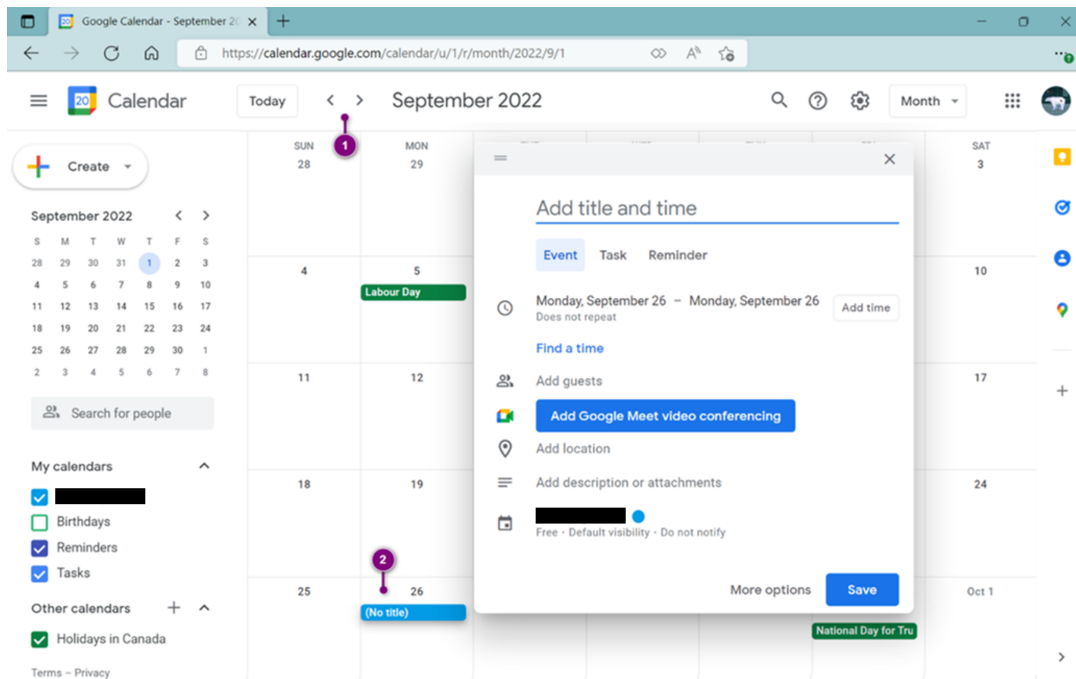 Google Calendar - September 20
https://calendar.google.com/calendar/u/1/r/month/2022/9/1
20
Calendar
Today
September 2022
Month
Create
1
SUN
28
MON
29
SAT
3
September 2022
S M T W T F S
28 29 30 31 1 2 3
4 5 6 7 8 9 10
11 12 13 14 15 16 17
18 19 20 21 22 23 24
25 26 27 28 29 30 1
2 3 4 5 6 7 8
Search for people
My calendars
Birthdays
Reminders
Tasks
Other calendars
Holidays in Canada
Terms – Privacy
4
5
Labour Day
10
11
12
17
18
19
24
2
25
26
(No title)
Oct 1
National Day for Tru
Add title and time
Event Task Reminder
Monday, September 26 – Monday, September 26
Add time
Does not repeat
Find a time
Add guests
Add Google Meet video conferencing
Add location
Add description or attachments
Free · Default visibility · Do not notify
More options
Save